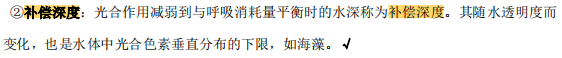 ②补偿深度：光合作用减弱到与呼吸消耗量平衡时的水深称为补偿深度。其随水透明度而
变化，也是水体中光合色素垂直分布的下限，如海藻。√